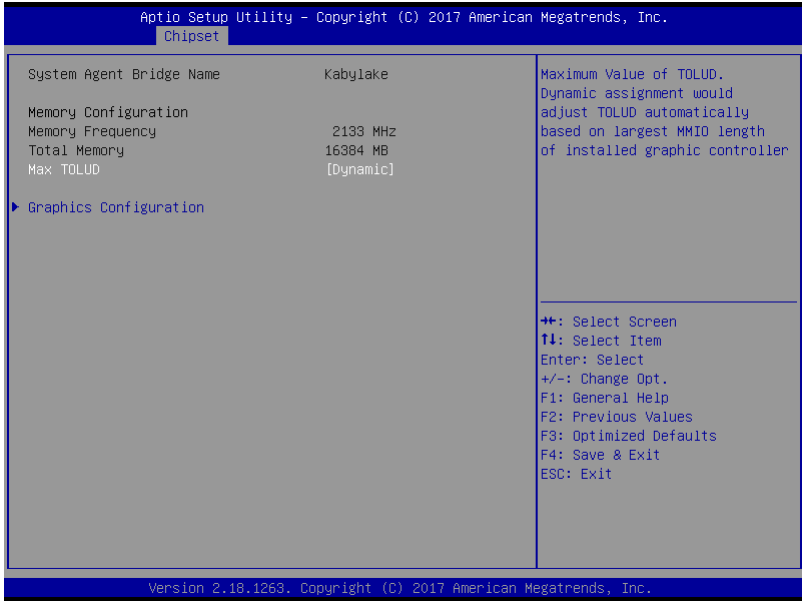 Aptio Setup Utility – Copyright (C) 2017 American Megatrends, Inc.
Chipset
System Agent Bridge Name Kabylake
Memory Configuration
Memory Frequency 2133 MHz
Total Memory 16384 MB
Max TOLUD [Dynamic]
Graphics Configuration
Maximum Value of TOLUD.
Dynamic assignment would
adjust TOLUD automatically
based on largest MMIO length
of installed graphic controller
→←: Select Screen
↑↓: Select Item
Enter: Select
+/-: Change Opt.
F1: General Help
F2: Previous Values
F3: Optimized Defaults
F4: Save & Exit
ESC: Exit
Version 2.18.1263. Copyright (C) 2017 American Megatrends, Inc.